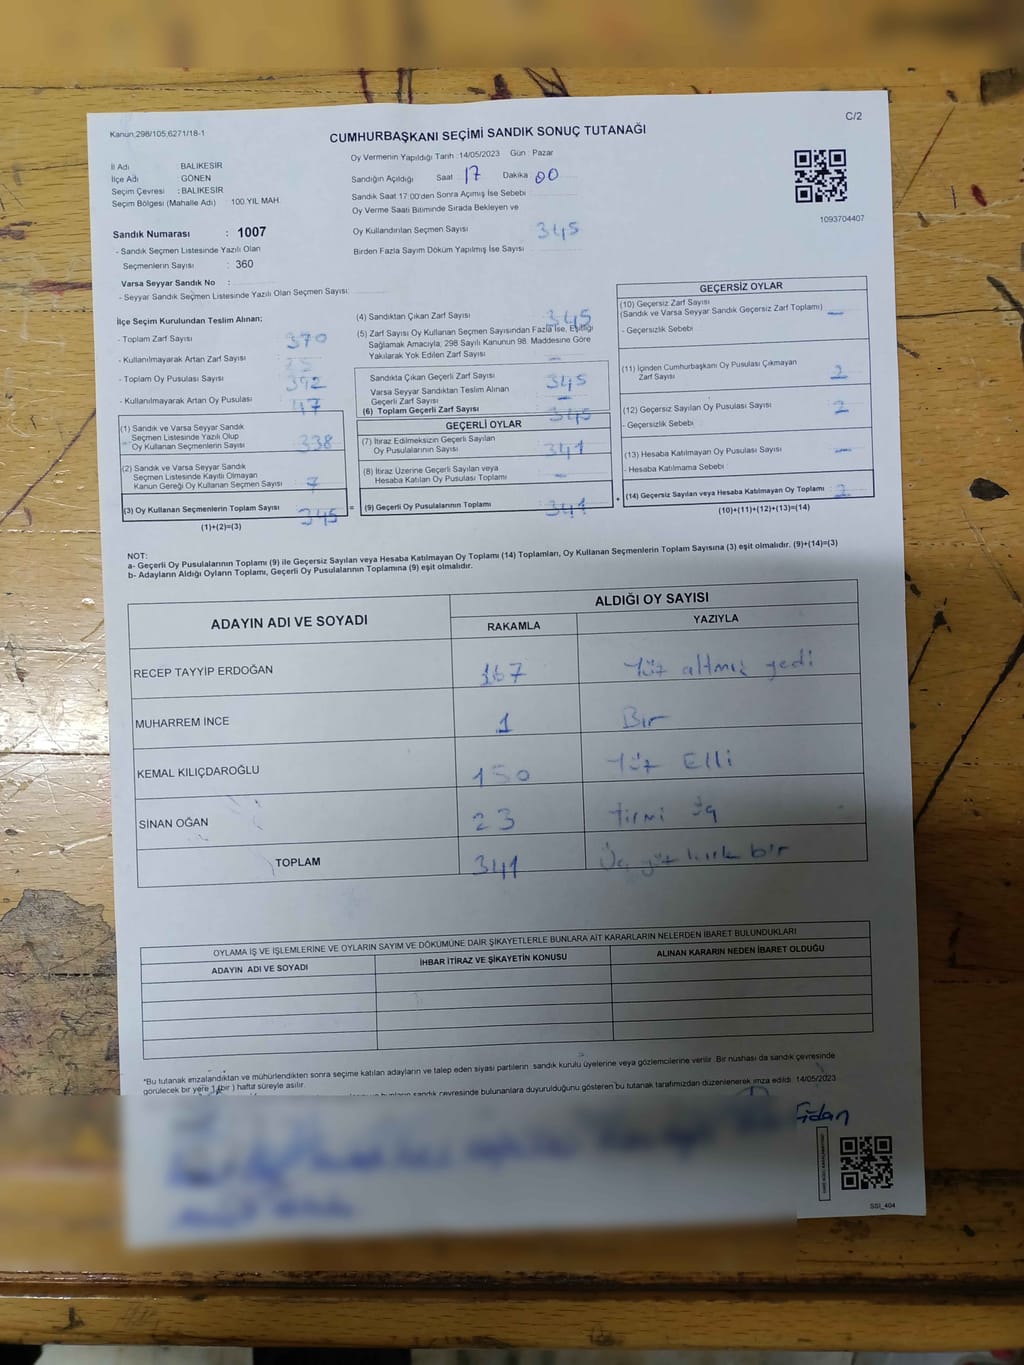 Kanun,298/105,6271/18-1
C/2
CUMHURBAŞKANI SEÇİMİ SANDIK SONUÇ TUTANAĞI
İl Adı : BALIKESİR
İlçe Adı : GÖNEN
Seçim Çevresi : BALIKESİR
Seçim Bölgesi (Mahalle Adı) : 100.YIL MAH.
Sandık Numarası : 1007
- Sandık Seçmen Listesinde Yazılı Olan
Seçmenlerin Sayısı : 360
Varsa Seyyar Sandık No :
- Seyyar Sandık Seçmen Listesinde Yazılı Olan Seçmen Sayısı:
Oy Vermenin Yapıldığı Tarih :14/05/2023 Gün : Pazar
Sandığın Açıldığı Saat : 17 Dakika : 00
Sandık Saat 17:00'den Sonra Açımış İse Sebebi
Oy Verme Saati Bitiminde Sırada Bekleyen ve
Oy Kullandırılan Seçmen Sayısı : 345
Birden Fazla Sayım Döküm Yapılmış İse Sayısı :
1093704407
İlçe Seçim Kurulundan Teslim Alınan;
- Toplam Zarf Sayısı : 370
- Kullanılmayarak Artan Zarf Sayısı : 25
- Toplam Oy Pusulası Sayısı : 392
- Kullanılmayarak Artan Oy Pusulası : 47
(1) Sandık ve Varsa Seyyar Sandık
Seçmen Listesinde Yazılı Olup
Oy Kullanan Seçmenlerin Sayısı : 338
(2) Sandık ve Varsa Seyyar Sandık
Seçmen Listesinde Kayıtlı Olmayan
Kanun Gereği Oy Kullanan Seçmen Sayısı : 7
(3) Oy Kullanan Seçmenlerin Toplam Sayısı : 345
(1)+(2)=(3)
(4) Sandıktan Çıkan Zarf Sayısı : 345
(5) Zarf Sayısı Oy Kullanan Seçmen Sayısından Fazla İse, Eşitliği
Sağlamak Amacıyla, 298 Sayılı Kanunun 98. Maddesine Göre
Yakılarak Yok Edilen Zarf Sayısı : —
Sandıkta Çıkan Geçerli Zarf Sayısı : 345
Varsa Seyyar Sandıktan Teslim Alınan
Geçerli Zarf Sayısı : —
(6) Toplam Geçerli Zarf Sayısı : 345
GEÇERLİ OYLAR
(7) İtiraz Edilmeksizin Geçerli Sayılan
Oy Pusulalarının Sayısı : 341
(8) İtiraz Üzerine Geçerli Sayılan veya
Hesaba Katılan Oy Pusulası Toplamı : —
= (9) Geçerli Oy Pusulalarının Toplamı : 341
GEÇERSİZ OYLAR
(10) Geçersiz Zarf Sayısı
(Sandık ve Varsa Seyyar Sandık Geçersiz Zarf Toplamı) : —
- Geçersizlik Sebebi :
(11) İçinden Cumhurbaşkanı Oy Pusulası Çıkmayan
Zarf Sayısı : 2
(12) Geçersiz Sayılan Oy Pusulası Sayısı : 2
- Geçersizlik Sebebi :
(13) Hesaba Katılmayan Oy Pusulası Sayısı : —
- Hesaba Katılmama Sebebi :
+ (14) Geçersiz Sayılan veya Hesaba Katılmayan Oy Toplamı :
(10)+(11)+(12)+(13)=(14)
NOT:
a- Geçerli Oy Pusulalarının Toplamı (9) ile Geçersiz Sayılan veya Hesaba Katılmayan Oy Toplamı (14) Toplamları, Oy Kullanan Seçmenlerin Toplam Sayısına (3) eşit olmalıdır. (9)+(14)=(3)
b- Adayların Aldığı Oyların Toplamı, Geçerli Oy Pusulalarının Toplamına (9) eşit olmalıdır.
ADAYIN ADI VE SOYADI
ALDIĞI OY SAYISI
RAKAMLA YAZIYLA
RECEP TAYYİP ERDOĞAN 167 Yüz altmış yedi
MUHARREM İNCE 1 Bir
KEMAL KILIÇDAROĞLU 150 Yüz Elli
SİNAN OĞAN 23 Yirmi üç
TOPLAM 341 Üç yüz kırk bir
OYLAMA İŞ VE İŞLEMLERİNE VE OYLARIN SAYIM VE DÖKÜMÜNE DAİR ŞİKAYETLERLE BUNLARA AİT KARARLARIN NELERDEN İBARET BULUNDUKLARI
ADAYIN ADI VE SOYADI İHBAR İTİRAZ VE ŞİKAYETİN KONUSU ALINAN KARARIN NEDEN İBARET OLDUĞU
*Bu tutanak imzalandıktan ve mühürlendikten sonra seçime katılan adayların ve talep eden siyasi partilerin sandık kurulu üyelerine veya gözlemcilerine verilir. Bir nüshası da sandık çevresinde
görülecek bir yere 1 (bir ) hafta süreyle asılır.
sandık çevresinde bulunanlara duyurulduğunu gösteren bu tutanak tarafımızdan düzenlenerek imza edildi. 14/05/2023
Fidan
SSI_404